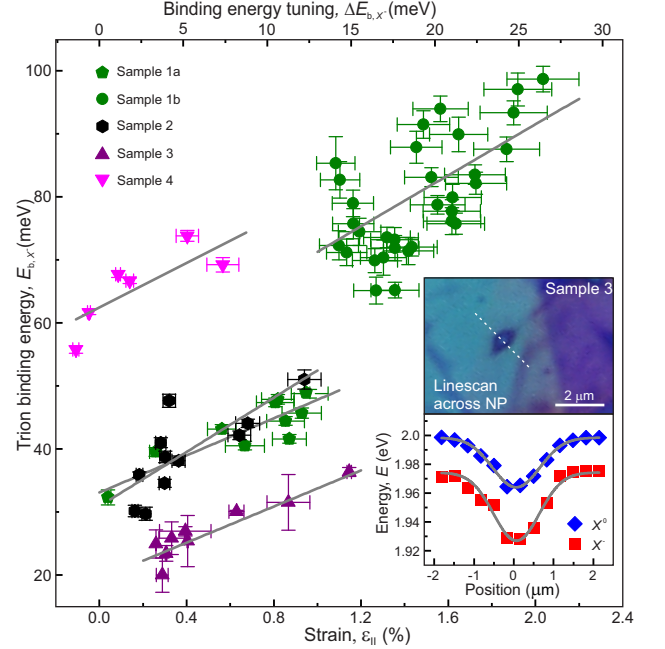 Binding energy tuning, ΔE_b,X⁻ (meV)
0 5 10 15 20 25 30
Trion binding energy, E_b,X⁻ (meV)
100
80
60
40
20
Sample 1a
Sample 1b
Sample 2
Sample 3
Sample 4
Sample 3
Linescan
across NP
2 μm
Energy, E (eV)
2.00
1.98
1.96
1.94
1.92
X⁰
X⁻
-2 -1 0 1 2
Position (μm)
0.0 0.4 0.8 1.2 1.6 2.0 2.4
Strain, ε_ll (%)